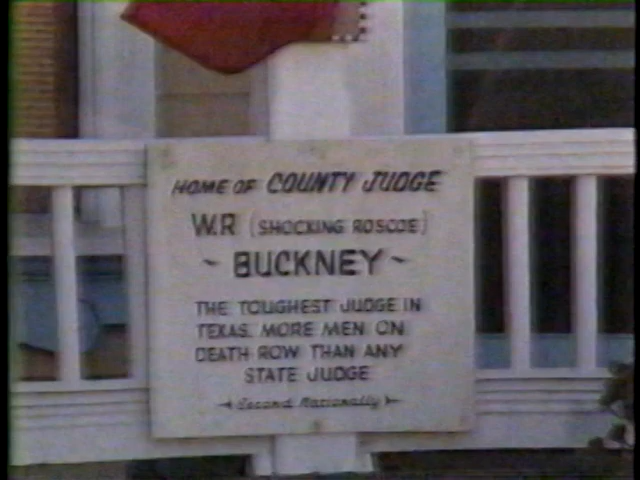 HOME OF COUNTY JUDGE
W.R (SHOCKING ROSCOE)
~ BUCKNEY ~
THE TOUGHEST JUDGE IN
TEXAS. MORE MEN ON
DEATH ROW THAN ANY
STATE JUDGE
Second Nationally